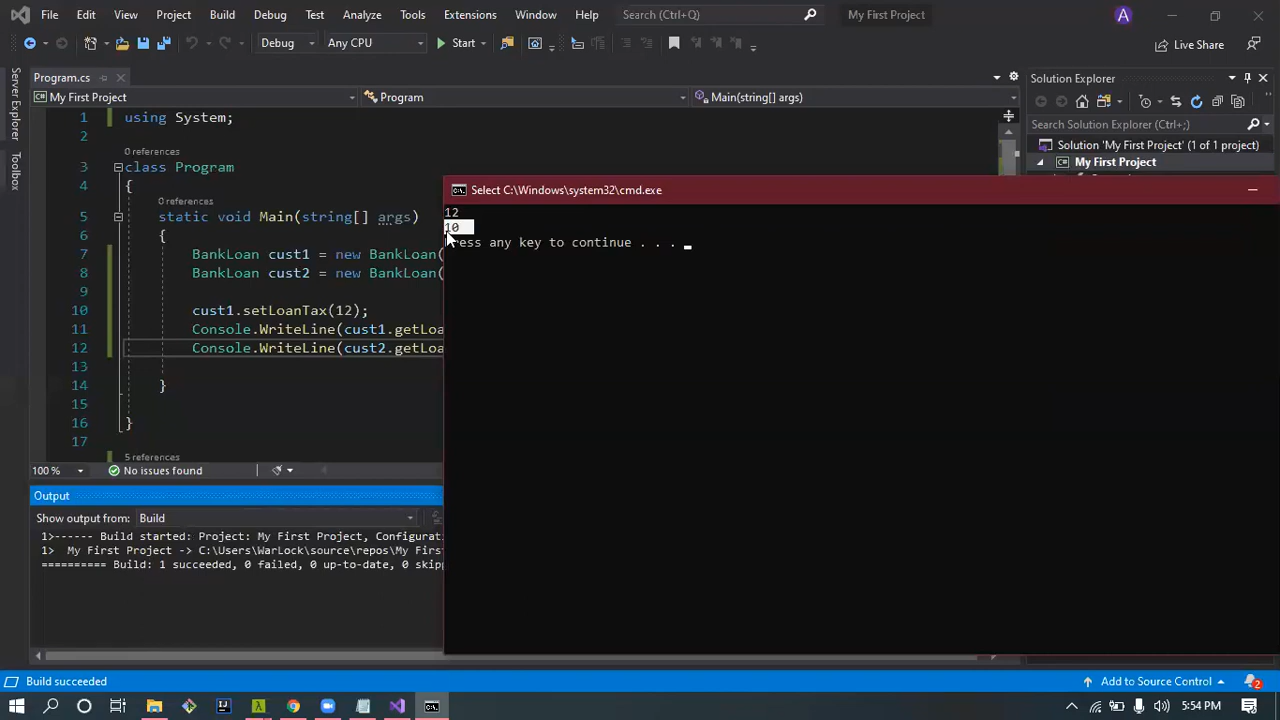 File Edit View Project Build Debug Test Analyze Tools Extensions Window Help Search (Ctrl+Q) My First Project A
Debug Any CPU Start Live Share
Server Explorer
Toolbox
Program.cs
My First Project Program Main(string[] args)
1 using System;
2
0 references
3 class Program
4 {
0 references
5 static void Main(string[] args)
6 {
7 BankLoan cust1 = new BankLoan(
8 BankLoan cust2 = new BankLoan(
9
10 cust1.setLoanTax(12);
11 Console.WriteLine(cust1.getLoa
12 Console.WriteLine(cust2.getLoa
13
14 }
15
16 }
17
5 references
100 % No issues found
Solution Explorer
Search Solution Explorer (Ctrl+;)
Solution 'My First Project' (1 of 1 project)
My First Project
Select C:\Windows\system32\cmd.exe
12
10
ress any key to continue . . .
Output
Show output from: Build
1>------ Build started: Project: My First Project, Configurati
1> My First Project -> C:\Users\WarLock\source\repos\My Firs
========== Build: 1 succeeded, 0 failed, 0 up-to-date, 0 skip
Build succeeded
Add to Source Control 2
5:54 PM